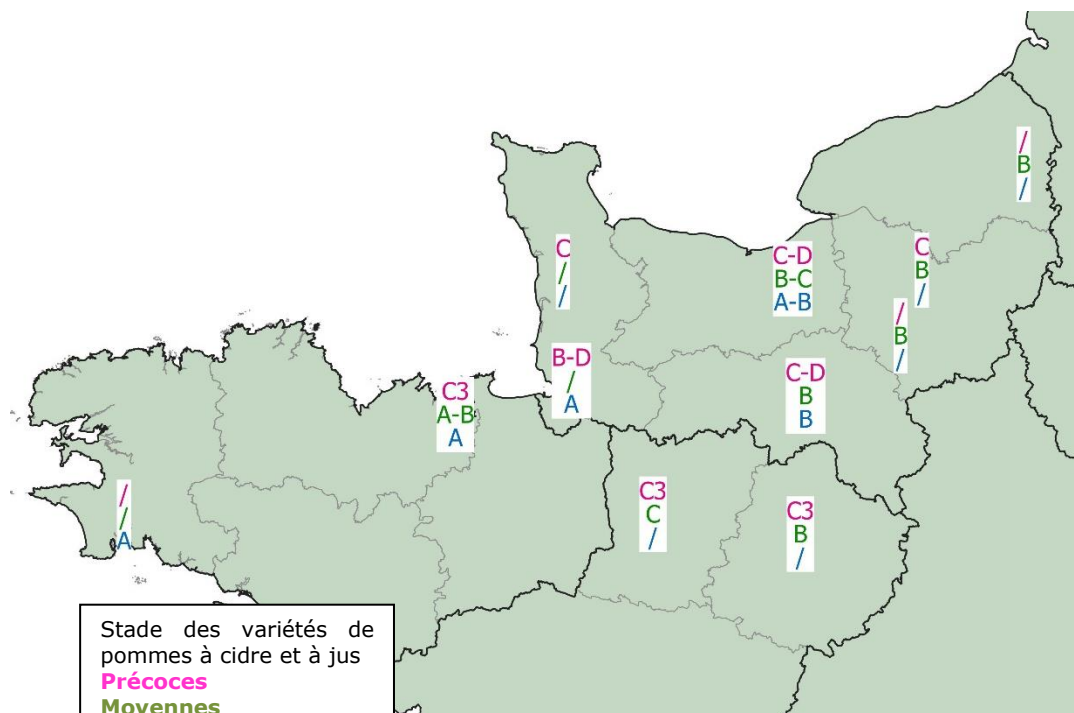 /
B
/
C
/
/
C-D
B-C
A-B
C
B
/
/
B
/
B-D
/
A
C-D
B
B
C3
A-B
A
/
/
A
C3
C
/
C3
B
/
Stade des variétés de
pommes à cidre et à jus
Précoces
Moyennes